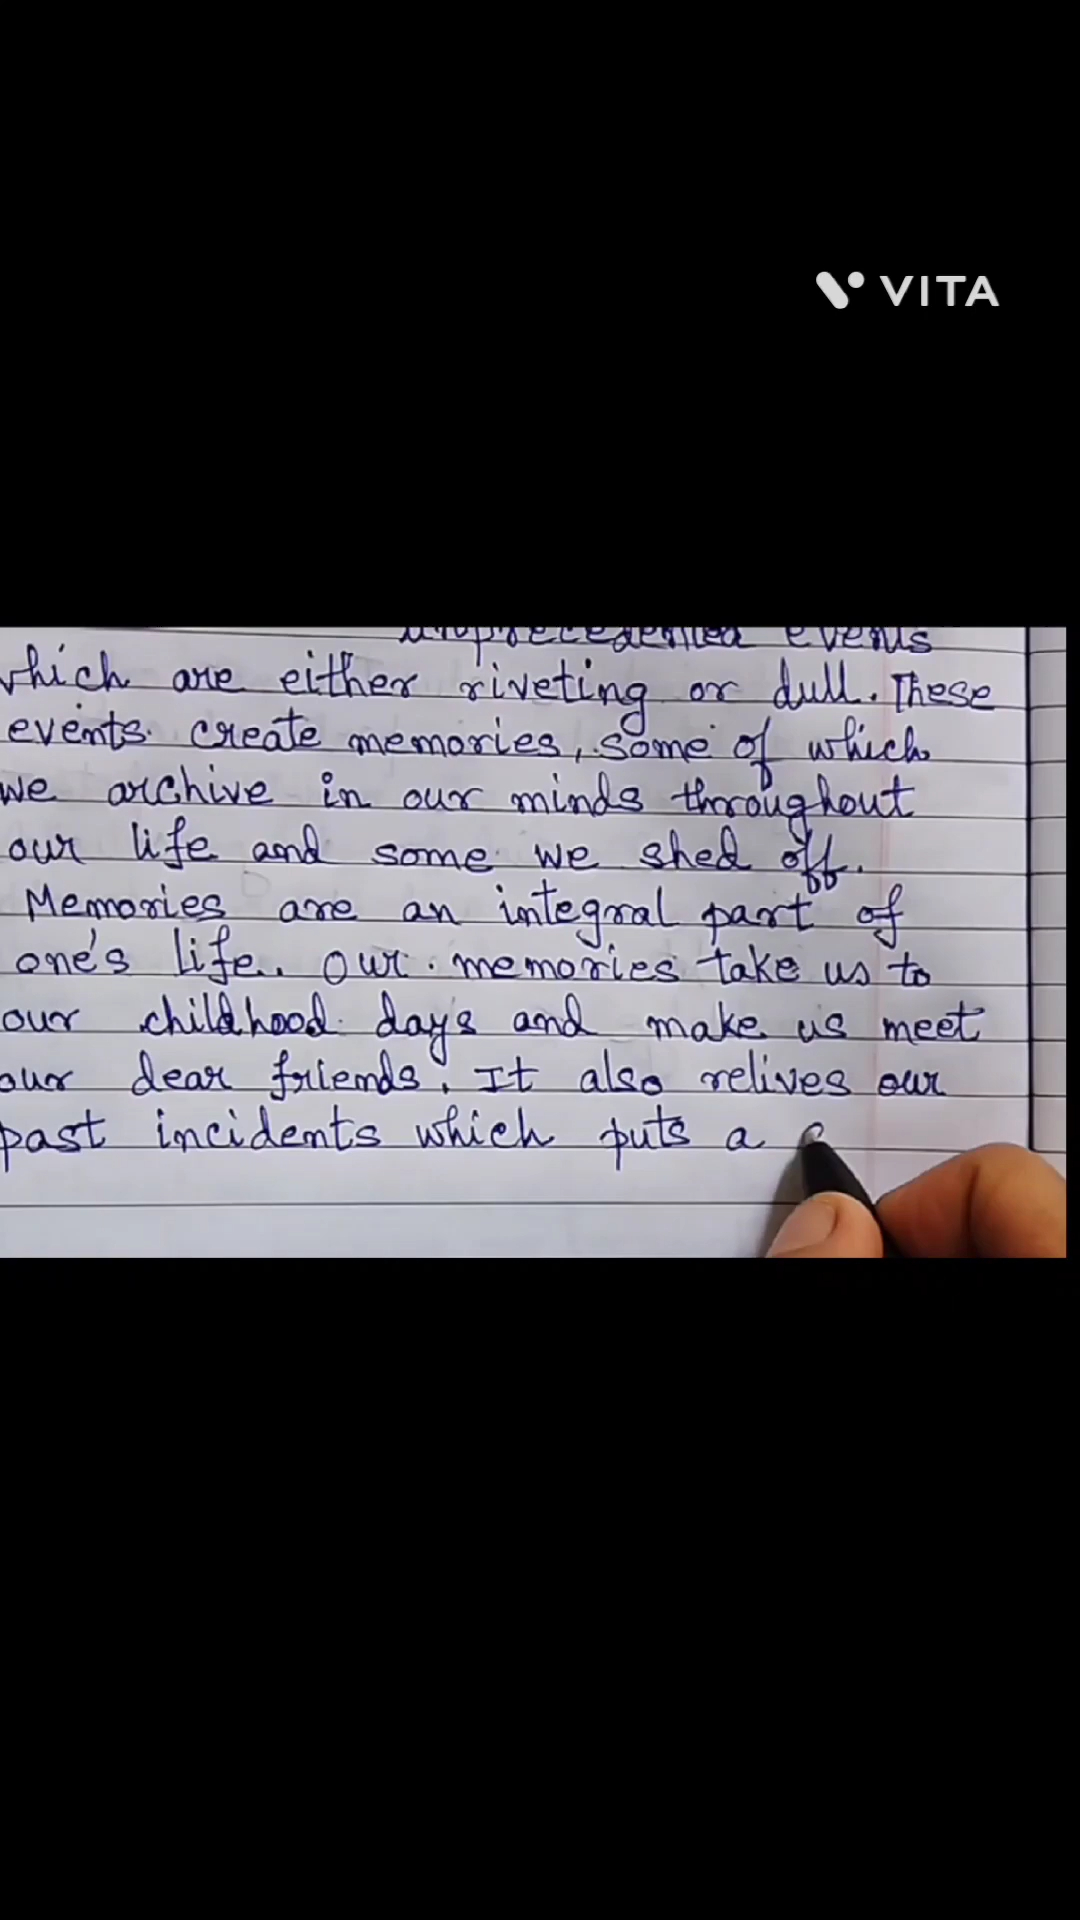 VITA
unprecedented events
which are either riveting or dull. These
events create memories, some of which
we archive in our minds throughout
our life and some we shed off.
Memories are an integral part of
one's life. Our memories take us to
our childhood days and make us meet
our dear friends. It also relives our
past incidents which puts a